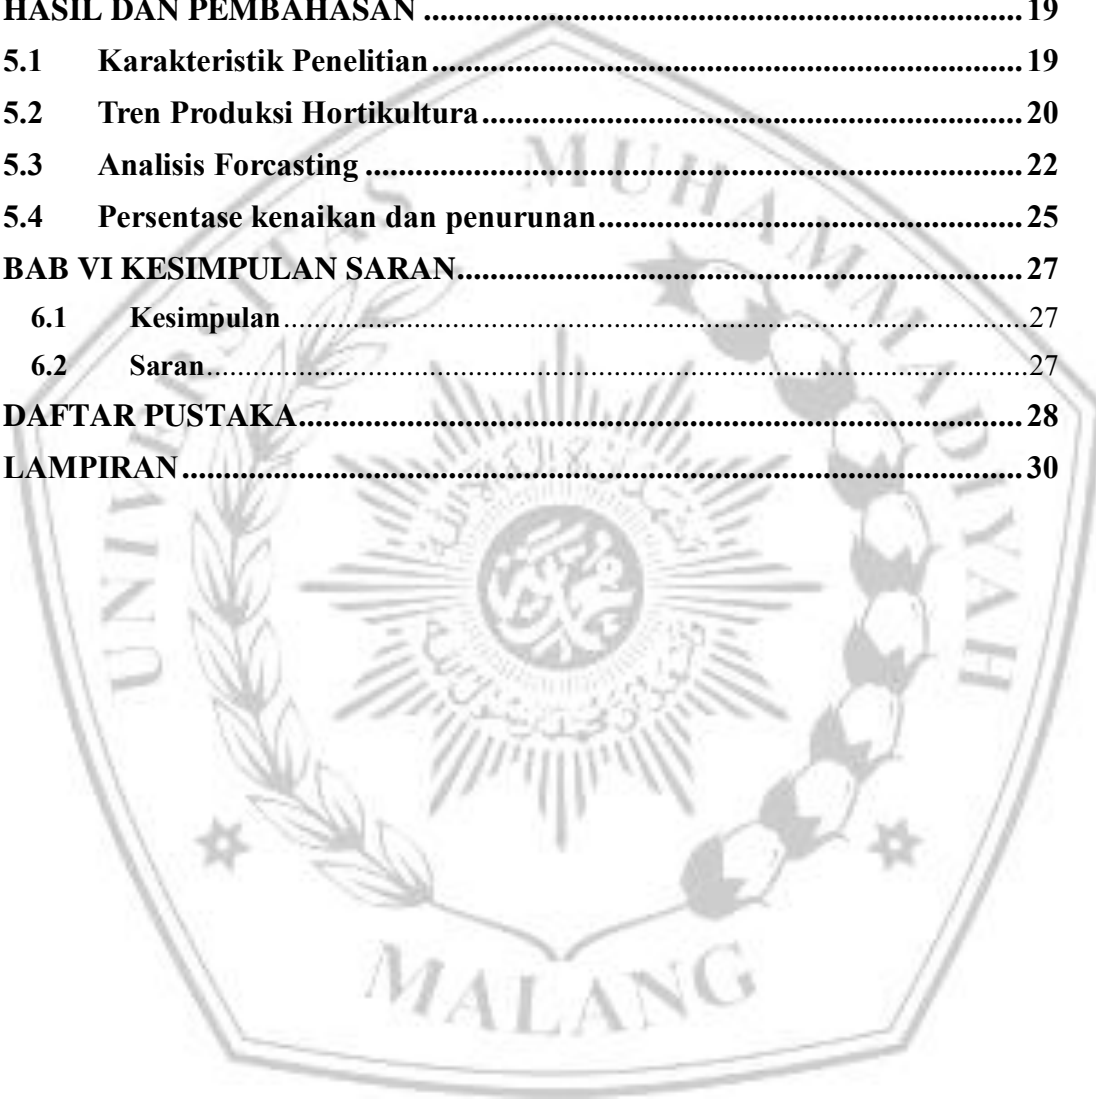 HASIL DAN PEMBAHASAN ........................................................................... 19
5.1 Karakteristik Penelitian .......................................................................... 19
5.2 Tren Produksi Hortikultura .................................................................... 20
5.3 Analisis Forcasting .................................................................................. 22
5.4 Persentase kenaikan dan penurunan ..................................................... 25
BAB VI KESIMPULAN SARAN ....................................................................... 27
6.1 Kesimpulan ................................................................................................ 27
6.2 Saran ........................................................................................................... 27
DAFTAR PUSTAKA ........................................................................................... 28
LAMPIRAN ......................................................................................................... 30
UNIVERSITAS MUHAMMADIYAH
MALANG